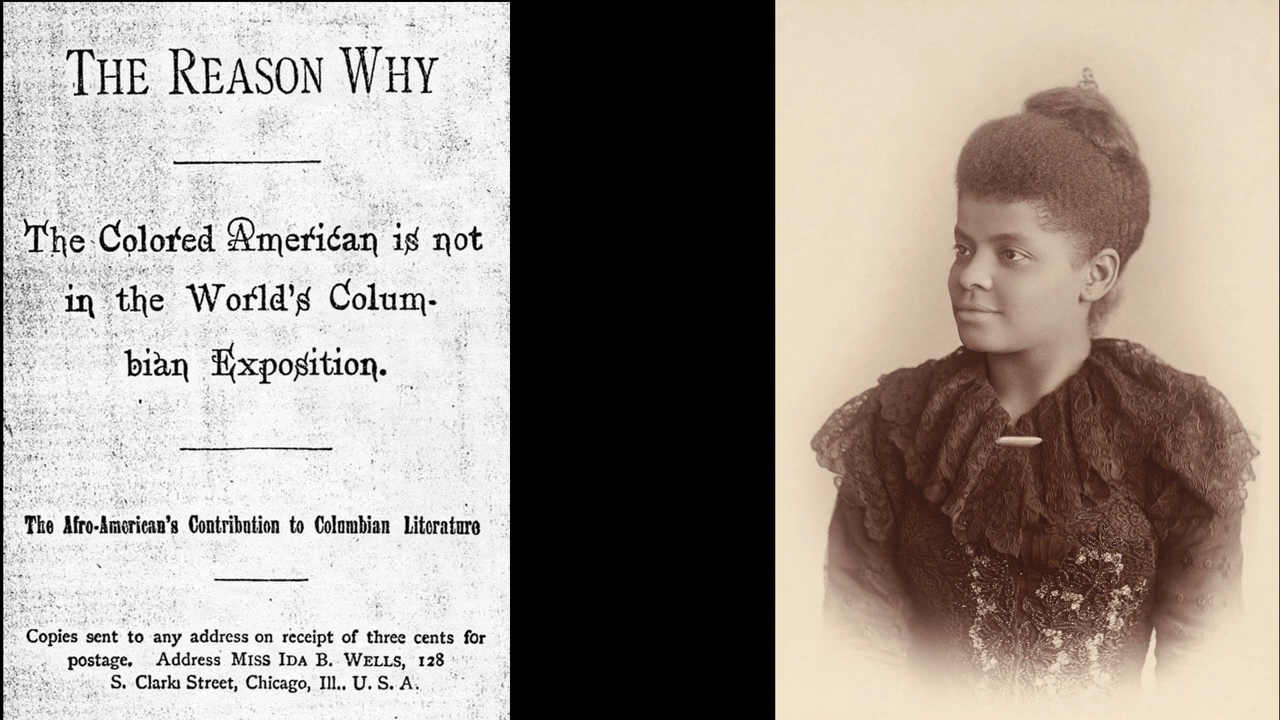 THE REASON WHY
The Colored American is not
in the World's Colum-
bian Exposition.
The Afro-American's Contribution to Columbian Literature
Copies sent to any address on receipt of three cents for
postage. Address MISS IDA B. WELLS, 128
S. Clark Street, Chicago, Ill.. U. S. A.